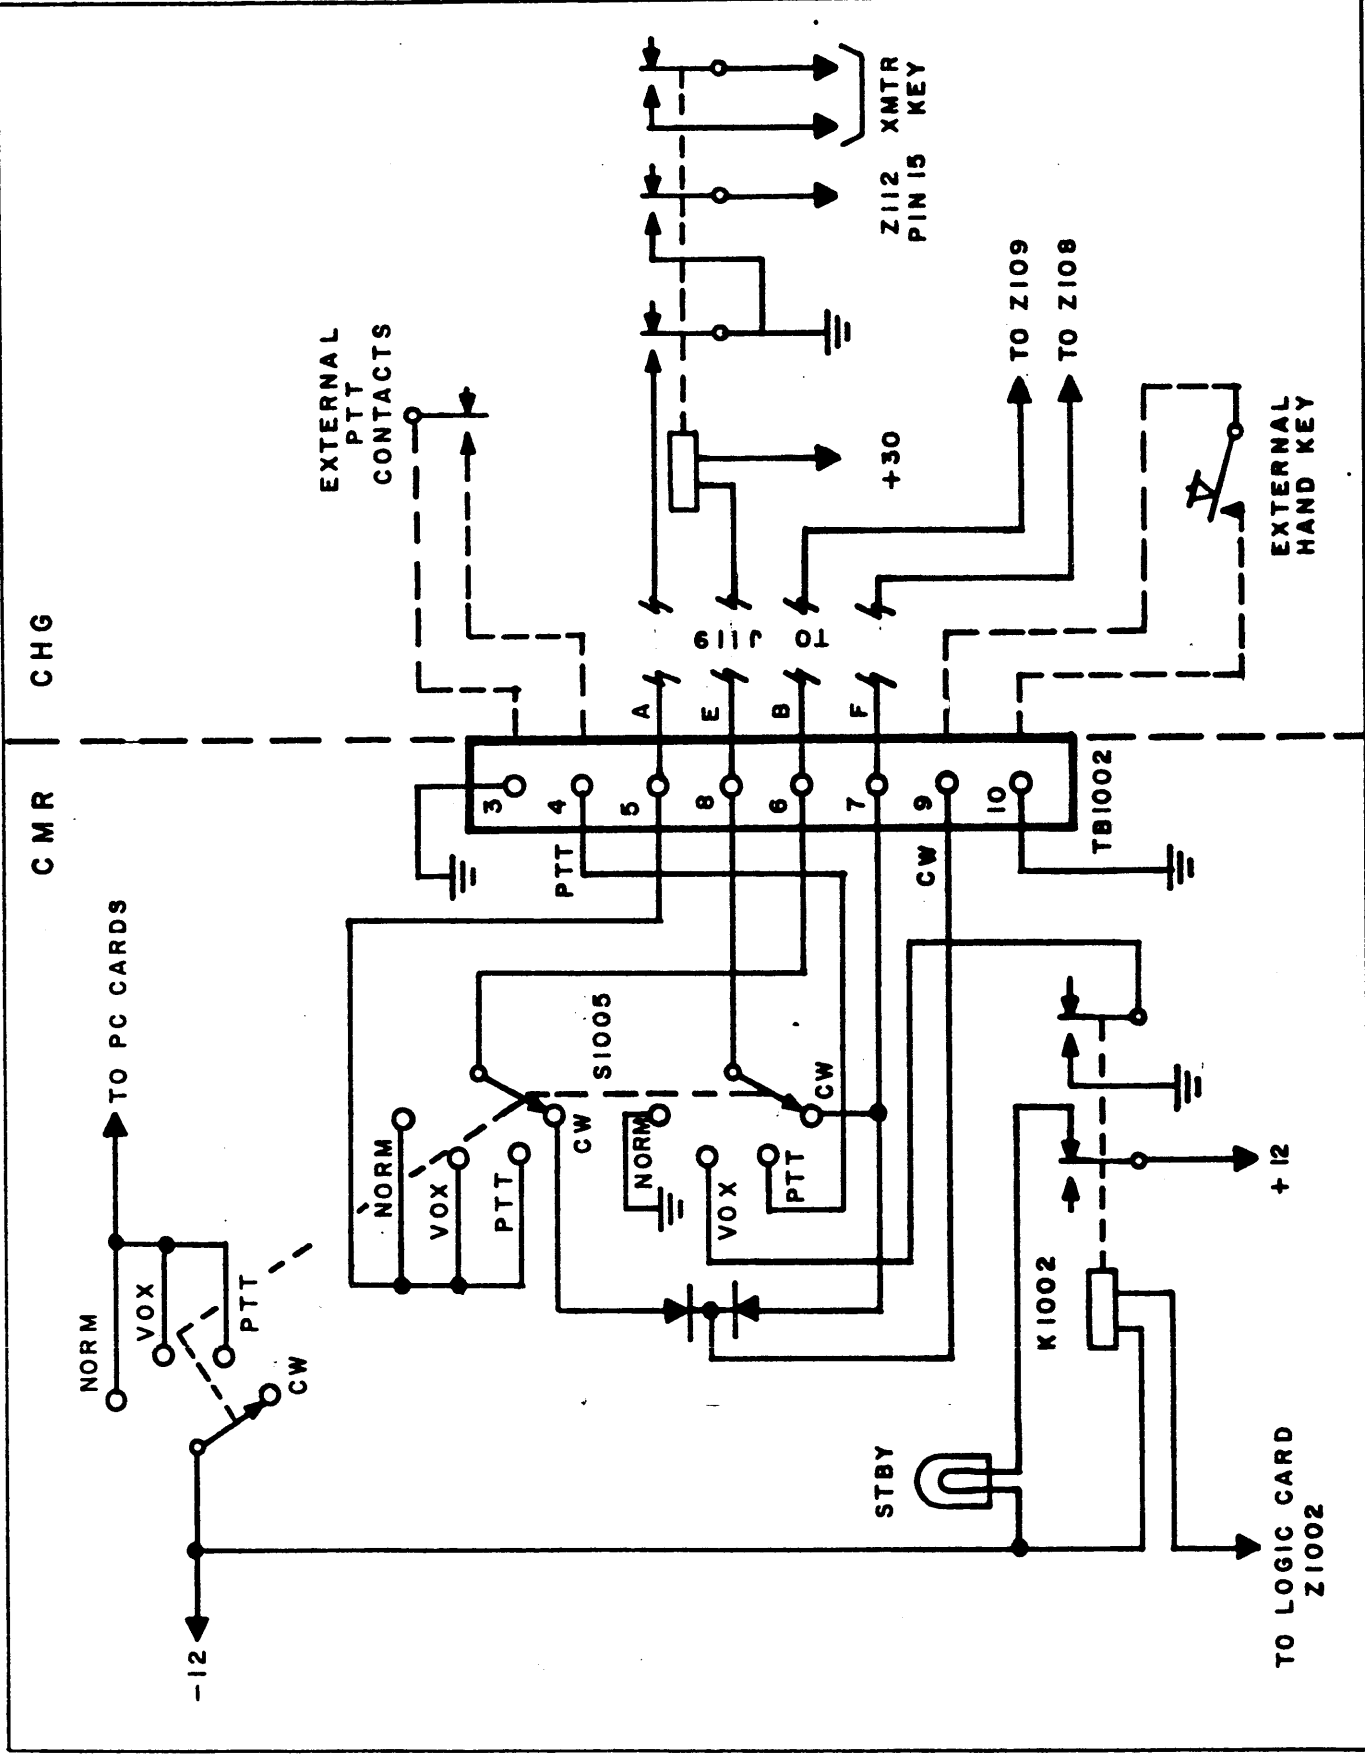 CMR
CHG
TO PC CARDS
NORM
VOX
PTT
CW
-12
EXTERNAL
PTT
CONTACTS
NORM
VOX
PTT
CW
S1005
NORM
VOX
PTT
CW
PTT
CW
3
4
5
8
6
7
9
10
TB1002
A
E
B
F
TO
J119
+30
Z112
PIN 15
XMTR
KEY
TO Z109
TO Z108
EXTERNAL
HAND KEY
STBY
K1002
+12
TO LOGIC CARD
Z1002